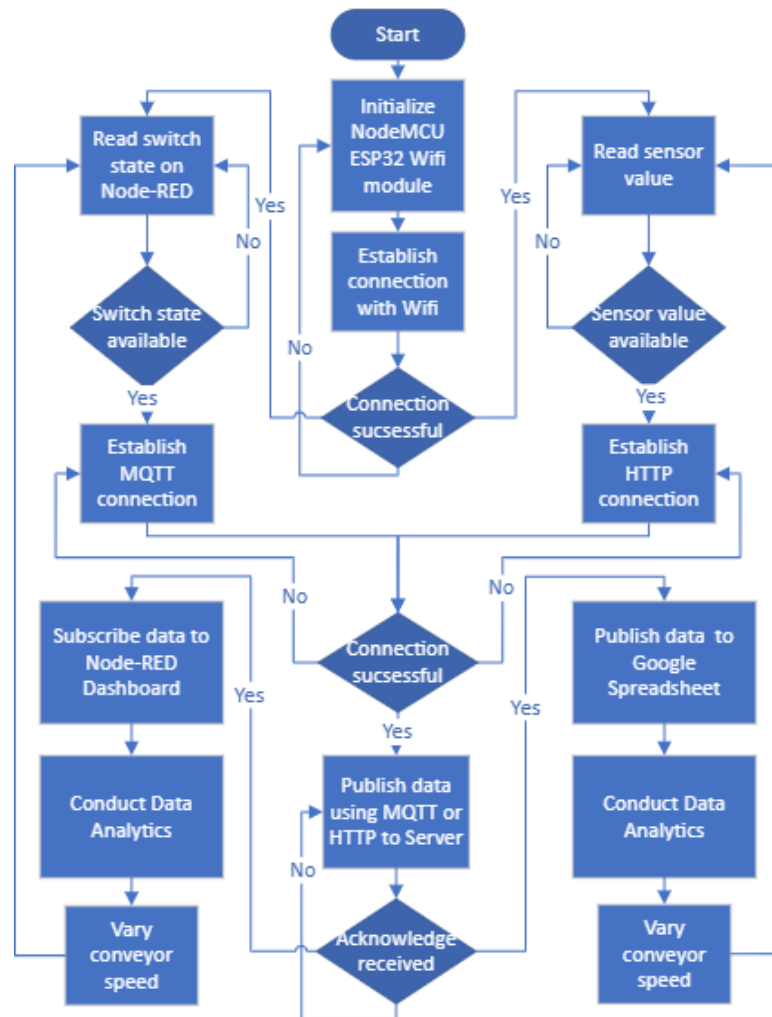 Start
Initialize
NodeMCU
ESP32 Wifi
module
Read switch
state on
Node-RED
Read sensor
value
Yes
Yes
No
No
Establish
connection
with Wifi
Switch state
available
Sensor value
available
No
Yes
Yes
Connection
sucsessful
Establish
MQTT
connection
Establish
HTTP
connection
No
No
Subscribe data to
Node-RED
Dashboard
Connection
sucsessful
Publish data to
Google
Spreadsheet
Yes
Yes
Yes
Conduct Data
Analytics
Publish data
using MQTT or
HTTP to Server
Conduct Data
Analytics
No
Vary
conveyor
speed
Acknowledge
received
Vary
conveyor
speed